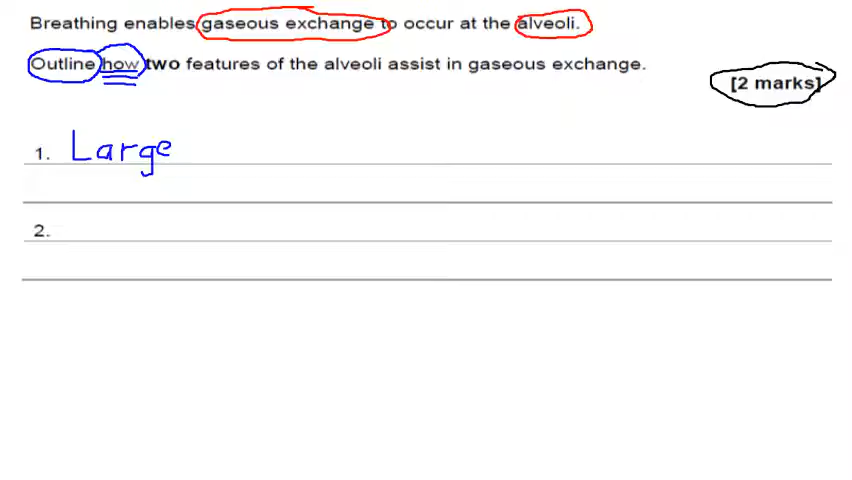 Breathing enables gaseous exchange to occur at the alveoli.
Outline how two features of the alveoli assist in gaseous exchange.
[2 marks]
1. Large
2.